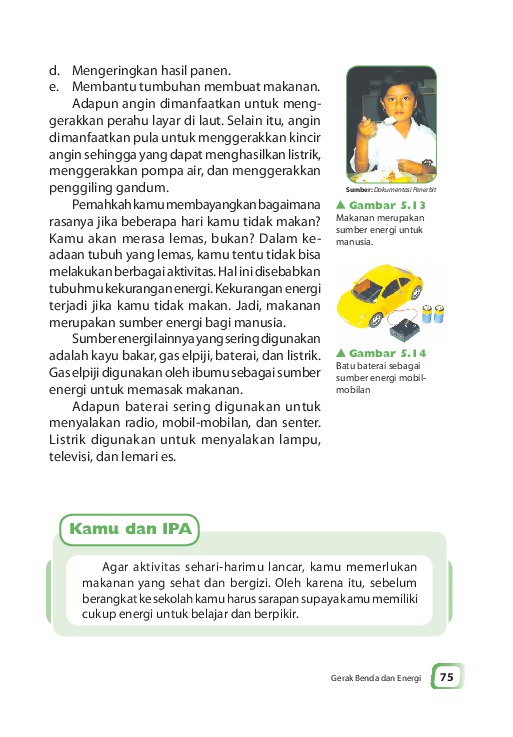 d. Mengeringkan hasil panen.
e. Membantu tumbuhan membuat makanan.
Adapun angin dimanfaatkan untuk meng-
gerakkan perahu layar di laut. Selain itu, angin
dimanfaatkan pula untuk menggerakkan kincir
angin sehingga yang dapat menghasilkan listrik,
menggerakkan pompa air, dan menggerakkan
penggiling gandum.
Pernahkah kamu membayangkan bagaimana
rasanya jika beberapa hari kamu tidak makan?
Kamu akan merasa lemas, bukan? Dalam ke-
adaan tubuh yang lemas, kamu tentu tidak bisa
melakukan berbagai aktivitas. Hal ini disebabkan
tubuhmu kekurangan energi. Kekurangan energi
terjadi jika kamu tidak makan. Jadi, makanan
merupakan sumber energi bagi manusia.
Sumber energi lainnya yang sering digunakan
adalah kayu bakar, gas elpiji, baterai, dan listrik.
Gas elpiji digunakan oleh ibumu sebagai sumber
energi untuk memasak makanan.
Adapun baterai sering digunakan untuk
menyalakan radio, mobil-mobilan, dan senter.
Listrik digunakan untuk menyalakan lampu,
televisi, dan lemari es.
Sumber: Dokumentasi Penerbit
▲ Gambar 5.13
Makanan merupakan
sumber energi untuk
manusia.
▲ Gambar 5.14
Batu baterai sebagai
sumber energi mobil-
mobilan
Kamu dan IPA
Agar aktivitas sehari-harimu lancar, kamu memerlukan
makanan yang sehat dan bergizi. Oleh karena itu, sebelum
berangkat ke sekolah kamu harus sarapan supaya kamu memiliki
cukup energi untuk belajar dan berpikir.
Gerak Benda dan Energi 75